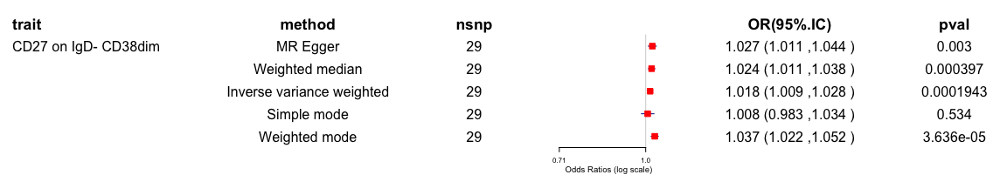 trait method nsnp OR(95%.IC) pval
CD27 on IgD- CD38dim MR Egger 29 1.027 (1.011 ,1.044 ) 0.003
Weighted median 29 1.024 (1.011 ,1.038 ) 0.000397
Inverse variance weighted 29 1.018 (1.009 ,1.028 ) 0.0001943
Simple mode 29 1.008 (0.983 ,1.034 ) 0.534
Weighted mode 29 1.037 (1.022 ,1.052 ) 3.636e-05
0.71 1.0
Odds Ratios (log scale)